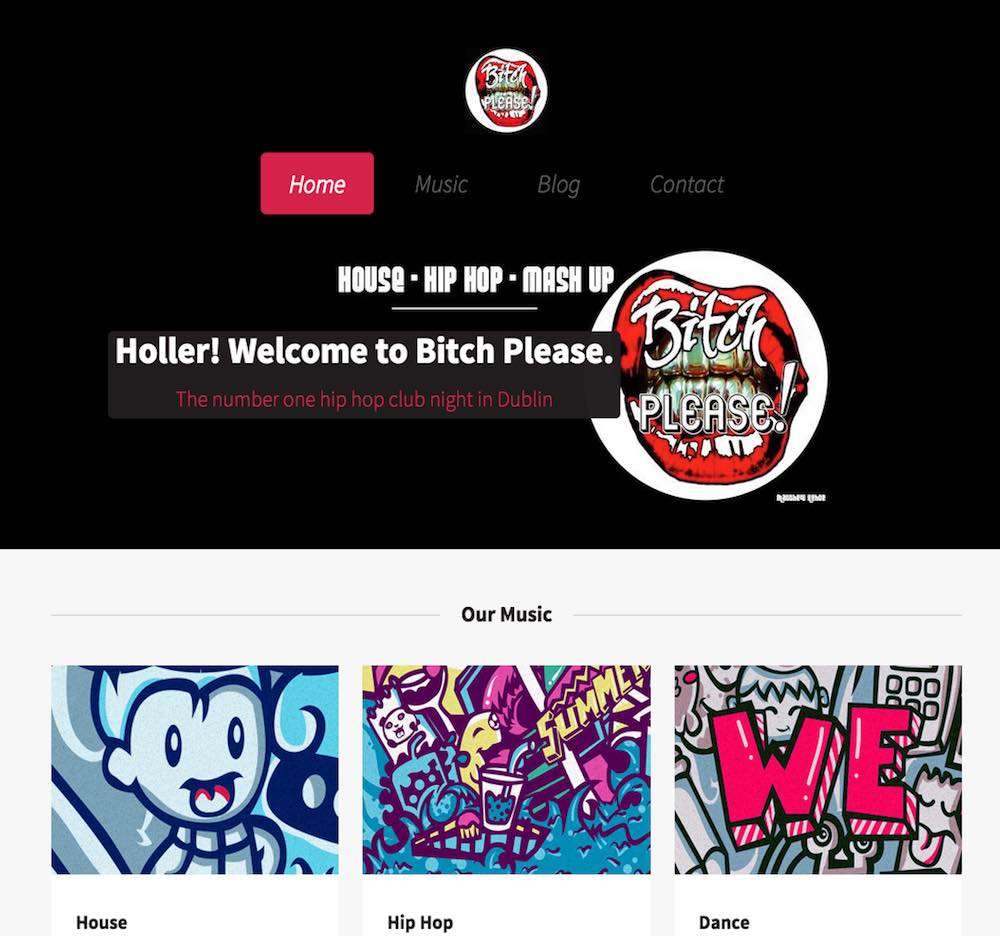 Bitch
PLEASE!
Home
Music
Blog
Contact
HOUSE - HIP HOP - MASH UP
Holler! Welcome to Bitch Please.
The number one hip hop club night in Dublin
Bitch
PLEASE!
Our Music
SUMMER
WE
House
Hip Hop
Dance